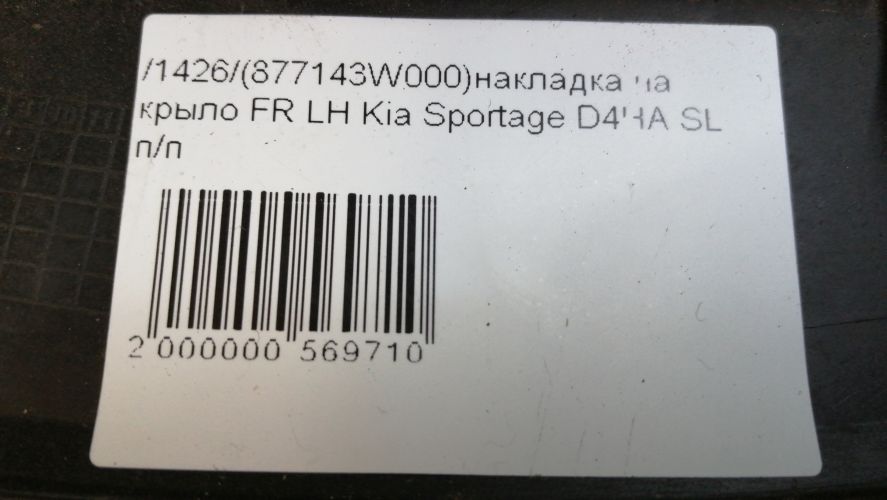 /1426/(877143W000)накладка на
крыло FR LH Kia Sportage D4HA SL
п/п
2 000000 569710